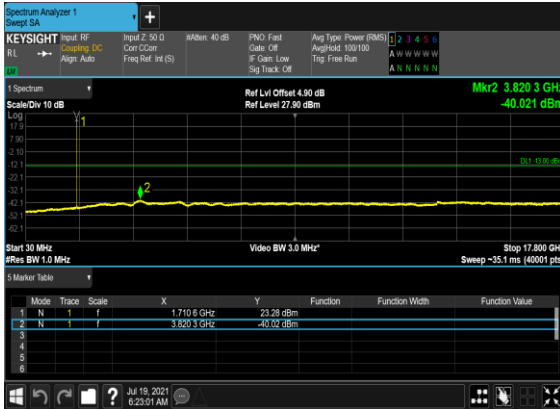 Spectrum Analyzer 1
Swept SA
+
KEYSIGHT Input: RF Input Z: 50 Ω #Atten: 40 dB PNO: Fast Avg Type: Power (RMS) 1 2 3 4 5 6
RL Coupling: DC Corr CCorr Gate: Off Avg|Hold: 100/100 A W W W W W
Align: Auto Freq Ref: Int (S) IF Gain: Low Trig: Free Run
Sig Track: Off A N N N N N
1 Spectrum Ref Lvl Offset 4.90 dB Mkr2 3.820 3 GHz
Scale/Div 10 dB Ref Level 27.90 dBm -40.021 dBm
Log
17.9
7.90
-2.10
-12.1
-22.1
-32.1
-42.1
-52.1
-62.1
1
2
DL1 -13.00 dBm
Start 30 MHz Video BW 3.0 MHz* Stop 17.800 GH
#Res BW 1.0 MHz Sweep ~35.1 ms (40001 pts
5 Marker Table
Mode Trace Scale X Y Function Function Width Function Value
1 N 1 f 1.710 6 GHz 23.28 dBm
2 N 1 f 3.820 3 GHz -40.02 dBm
3
4
5
6
? Jul 19, 2021
6:23:01 AM